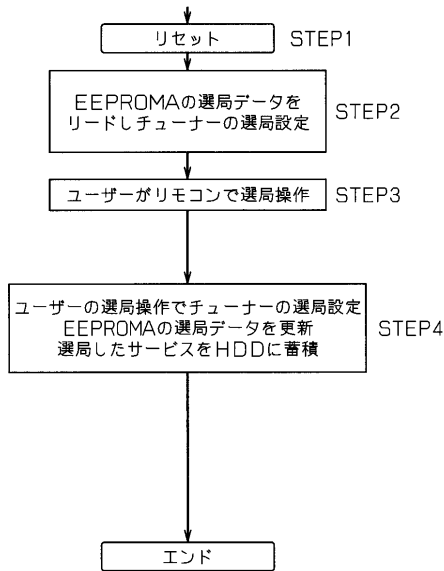 リセット STEP1
EEPROMAの選局データを
リードしチューナーの選局設定 STEP2
ユーザーがリモコンで選局操作 STEP3
ユーザーの選局操作でチューナーの選局設定
EEPROMAの選局データを更新 STEP4
選局したサービスをHDDに蓄積
エンド